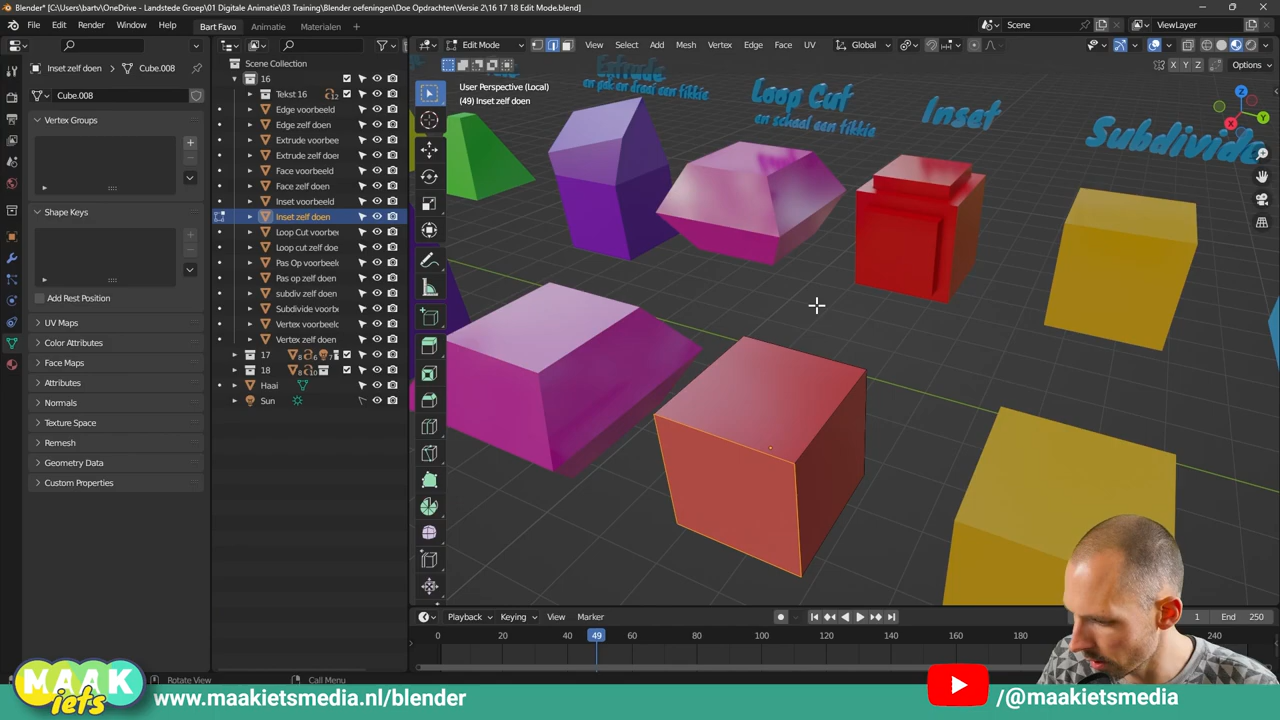 Blender* [C:\Users\bartv\OneDrive - Landstede Groep\01 Digitale Animatie\03 Training\Blender oefeningen\Doe Opdrachten\Versie 2\16 17 18 Edit Mode.blend]
File Edit Render Window Help Bart Favo Animatie Materialen Scene ViewLayer
Edit Mode View Select Add Mesh Vertex Edge Face UV Global
X Y Z Options
Inset zelf doen Cube.008
Cube.008
Vertex Groups
Shape Keys
Add Rest Position
UV Maps
Color Attributes
Face Maps
Attributes
Normals
Texture Space
Remesh
Geometry Data
Custom Properties
Scene Collection
16
Tekst 16
Edge voorbeeld
Edge zelf doen
Extrude voorbee
Extrude zelf doen
Face voorbeeld
Face zelf doen
Inset voorbeeld
Inset zelf doen
Loop Cut voorbe
Loop cut zelf doe
Pas Op voorbeel
Pas op zelf doen
subdiv zelf doen
Subdivide voorb
Vertex voorbeelc
Vertex zelf doen
17
18
Haai
Sun
User Perspective (Local)
(49) Inset zelf doen
Extrude
en pak en draai een tikkie
Loop Cut
en schaal een tikkie
Inset
Subdivide
X Y Z
Playback Keying View Marker 1 End 250
0 20 40 49 60 80 100 120 140 160 180 240
Rotate View Call Menu
MAAK
iets
www.maakietsmedia.nl/blender
/@maakietsmedia